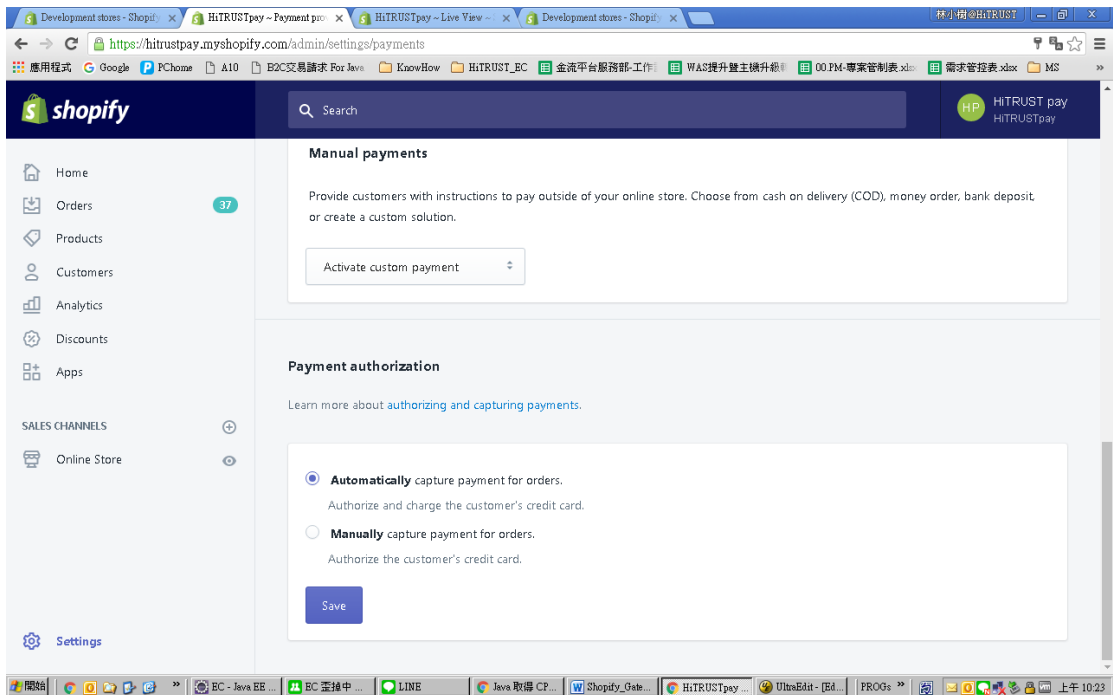 Development stores - Shopify
HiTRUSTpay ~ Payment prov
HiTRUSTpay ~ Live View ~
Development stores - Shopify
林小樹@HiTRUST
https://hitrustpay.myshopify.com/admin/settings/payments
應用程式
Google
PChome
A10
B2C交易請求 For Java
KnowHow
HiTRUST_EC
金流平台服務部-工作
WAS提升暨主機升級
00.PM-專案管制表.xls
需求管控表.xlsx
MS
»
shopify
Search
HP
HiTRUST pay
HiTRUSTpay
Home
Orders
37
Products
Customers
Analytics
Discounts
Apps
SALES CHANNELS
Online Store
Settings
Manual payments
Provide customers with instructions to pay outside of your online store. Choose from cash on delivery (COD), money order, bank deposit,
or create a custom solution.
Activate custom payment
Payment authorization
Learn more about authorizing and capturing payments.
Automatically capture payment for orders.
Authorize and charge the customer's credit card.
Manually capture payment for orders.
Authorize the customer's credit card.
Save
開始
»
EC - Java EE ...
EC 歪掉中 ...
LINE
Java 取得 CP...
Shopify_Gate...
HiTRUSTpay ...
UltraEdit - [Ed...
PROGs »
上午 10:23